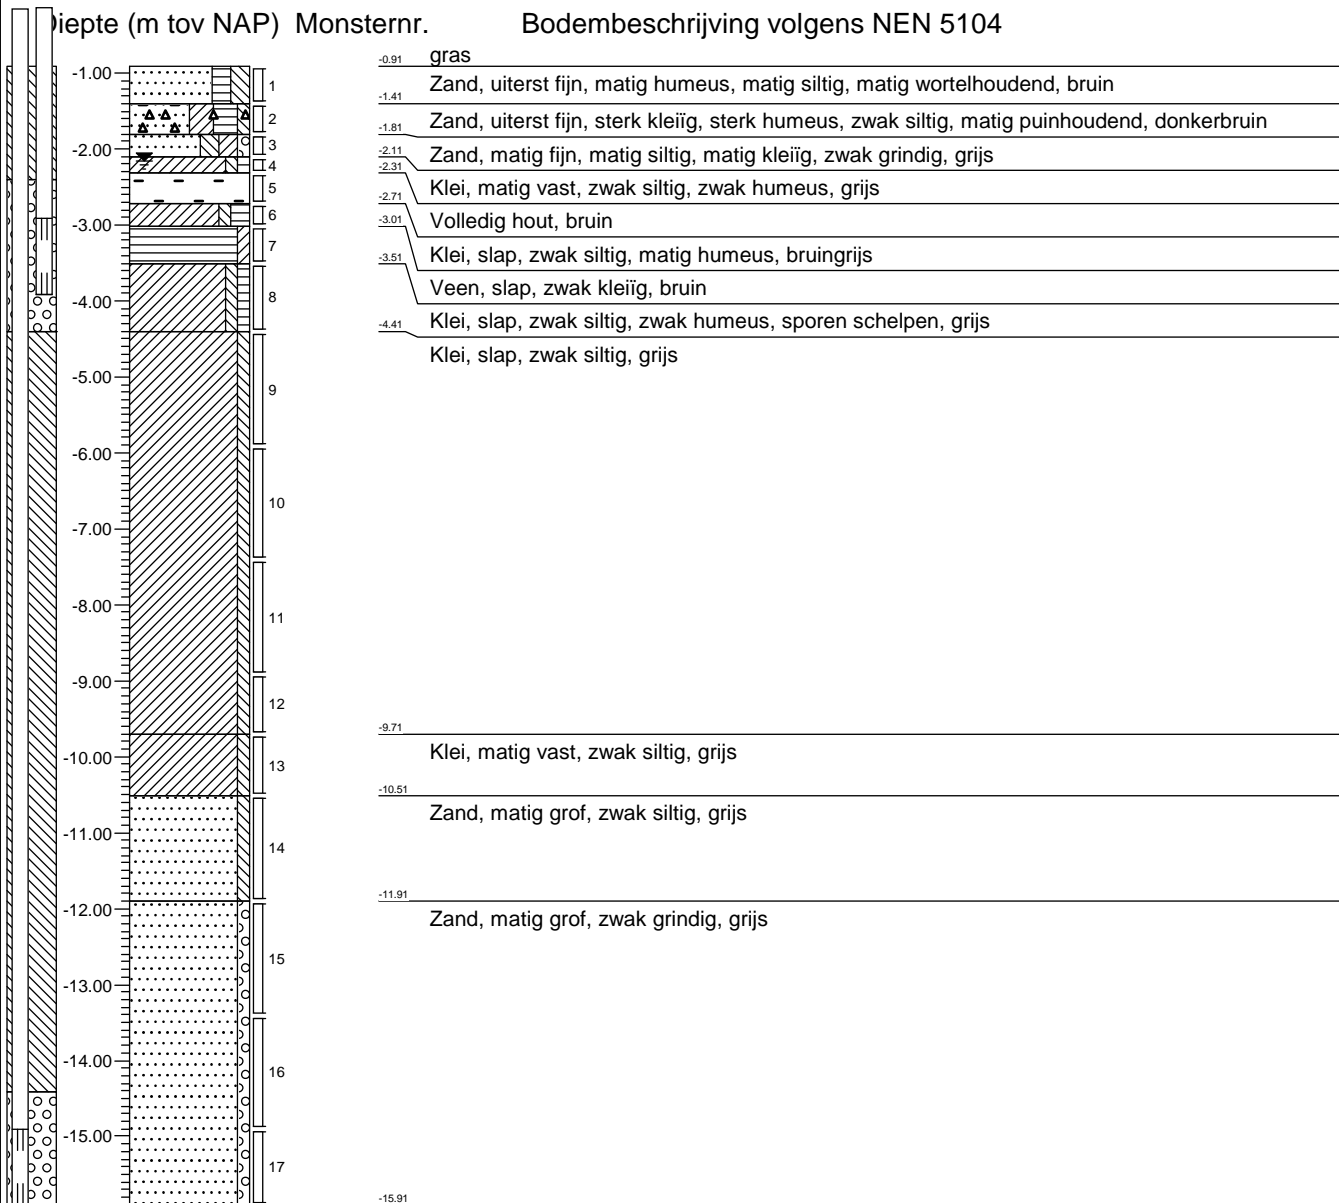 Diepte (m tov NAP) Monsternr. Bodembeschrijving volgens NEN 5104
-0.91 gras
-1.00 1 Zand, uiterst fijn, matig humeus, matig siltig, matig wortelhoudend, bruin
-1.41
2 Zand, uiterst fijn, sterk kleiïg, sterk humeus, zwak siltig, matig puinhoudend, donkerbruin
-1.81
-2.00 3 Zand, matig fijn, matig siltig, matig kleiïg, zwak grindig, grijs
-2.11
4
-2.31
5 Klei, matig vast, zwak siltig, zwak humeus, grijs
-2.71
6 Volledig hout, bruin
-3.00
-3.01
7 Klei, slap, zwak siltig, matig humeus, bruingrijs
-3.51
8 Veen, slap, zwak kleiïg, bruin
-4.00
Klei, slap, zwak siltig, zwak humeus, sporen schelpen, grijs
-4.41
Klei, slap, zwak siltig, grijs
-5.00
9
-6.00
10
-7.00
-8.00
11
-9.00
12
-9.71
-10.00 Klei, matig vast, zwak siltig, grijs
13
-10.51
Zand, matig grof, zwak siltig, grijs
-11.00
14
-11.91
-12.00 Zand, matig grof, zwak grindig, grijs
15
-13.00
-14.00
16
-15.00
17
-15.91